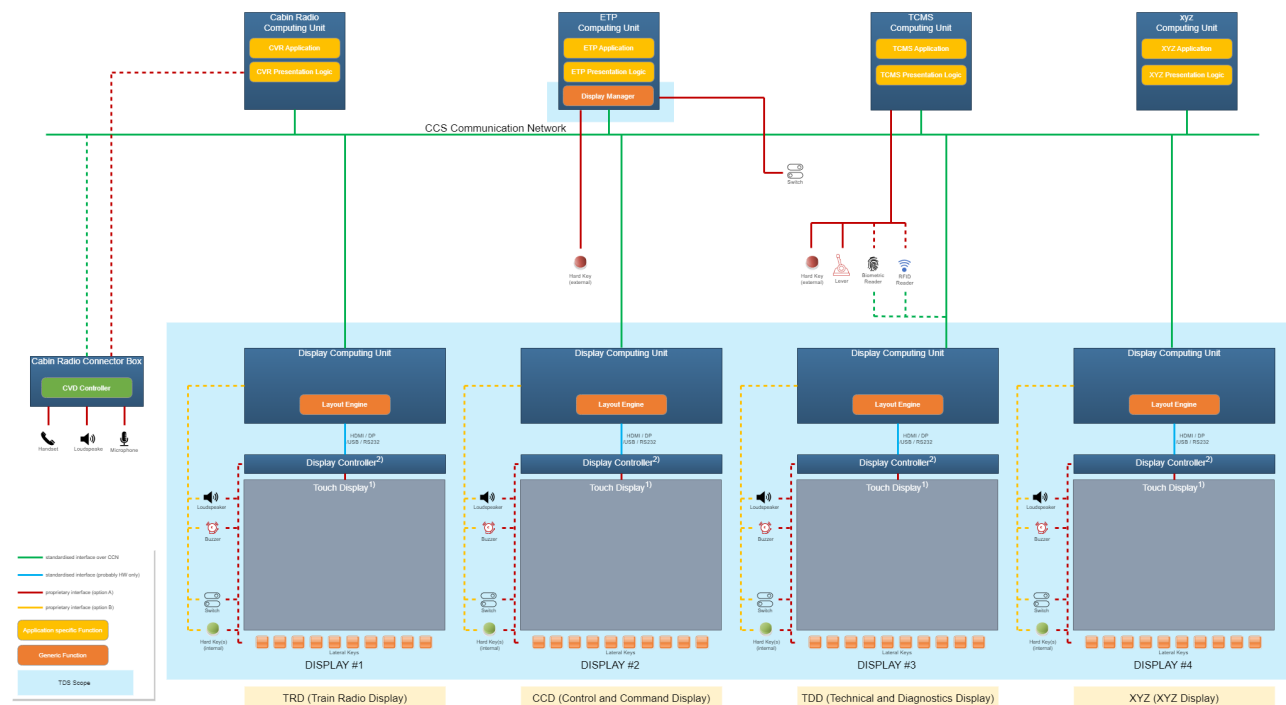 Cabin Radio
Computing Unit
CVR Application
CVR Presentation Logic
ETP
Computing Unit
ETP Application
ETP Presentation Logic
Display Manager
TCMS
Computing Unit
TCMS Application
TCMS Presentation Logic
xyz
Computing Unit
XYZ Application
XYZ Presentation Logic
CCS Communication Network
Switch
Hard Key
(external)
Hard Key
(external)
Lever
Biometric
Reader
RFID
Reader
Cabin Radio Connector Box
CVD Controller
Handset
Loudspeake
Microphone
Display Computing Unit
Layout Engine
HDMI / DP
/USB / RS232
Display Controller2)
Touch Display1)
Loudspeaker
Buzzer
Switch
Hard Key(s)
(internal)
Lateral Keys
DISPLAY #1
TRD (Train Radio Display)
Display Computing Unit
Layout Engine
HDMI / DP
/USB / RS232
Display Controller2)
Touch Display1)
Loudspeaker
Buzzer
Switch
Hard Key(s)
(internal)
Lateral Keys
DISPLAY #2
CCD (Control and Command Display)
Display Computing Unit
Layout Engine
HDMI / DP
/USB / RS232
Display Controller2)
Touch Display1)
Loudspeaker
Buzzer
Switch
Hard Key(s)
(internal)
Lateral Keys
DISPLAY #3
TDD (Technical and Diagnostics Display)
Display Computing Unit
Layout Engine
HDMI / DP
/USB / RS232
Display Controller2)
Touch Display1)
Loudspeaker
Buzzer
Switch
Hard Key(s)
(internal)
Lateral Keys
DISPLAY #4
XYZ (XYZ Display)
standardised interface over CCN
standardised interface (probably HW only)
proprietary interface (option A)
proprietary interface (option B)
Application specific Function
Generic Function
TDS Scope